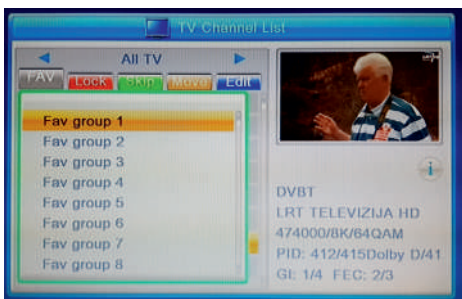 TV Channel List
All TV
FAV Lock Skip Move Edit
Fav group 1
Fav group 2
Fav group 3
Fav group 4
Fav group 5
Fav group 6
Fav group 7
Fav group 8
i
DVBT
LRT TELEVIZIJA HD
474000/8K/64QAM
PID: 412/415Dolby D/41
GI: 1/4 FEC: 2/3